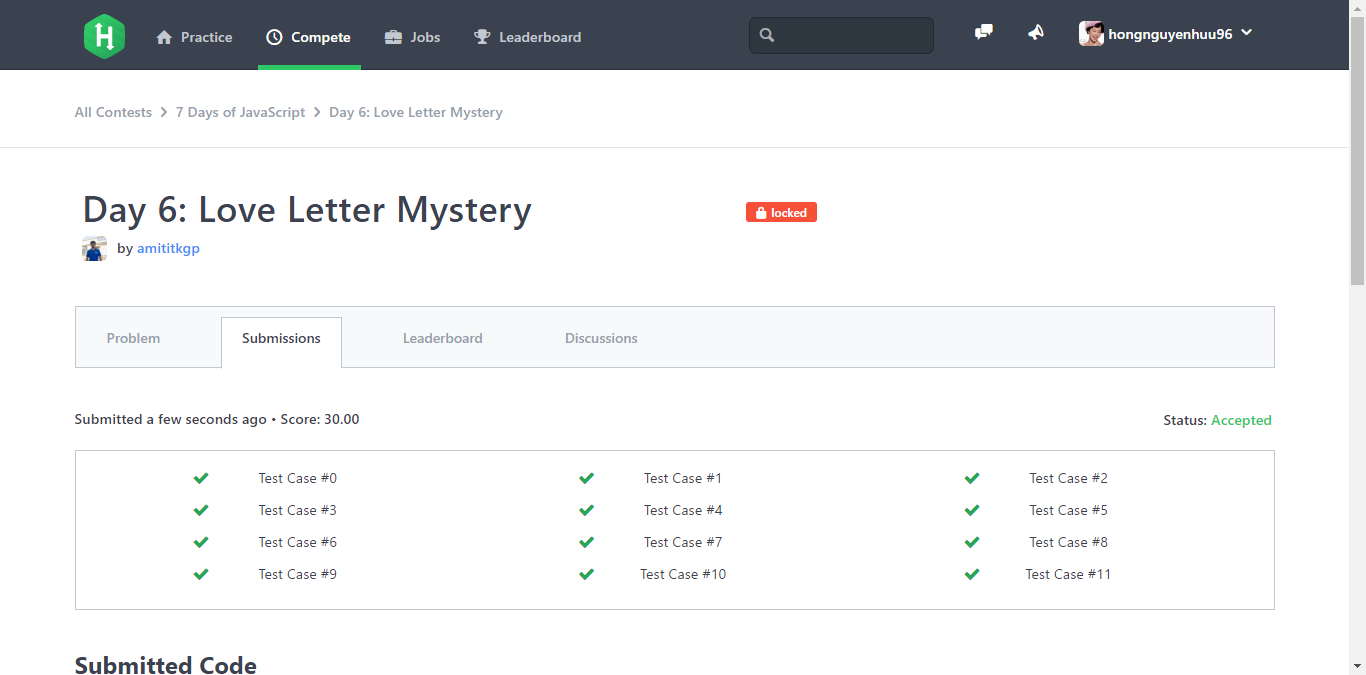 H Practice Compete Jobs Leaderboard hongnguyenhuu96
All Contests 7 Days of JavaScript Day 6: Love Letter Mystery
Day 6: Love Letter Mystery locked
by amititkgp
Problem Submissions Leaderboard Discussions
Submitted a few seconds ago • Score: 30.00 Status: Accepted
Test Case #0 Test Case #1 Test Case #2
Test Case #3 Test Case #4 Test Case #5
Test Case #6 Test Case #7 Test Case #8
Test Case #9 Test Case #10 Test Case #11
Submitted Code